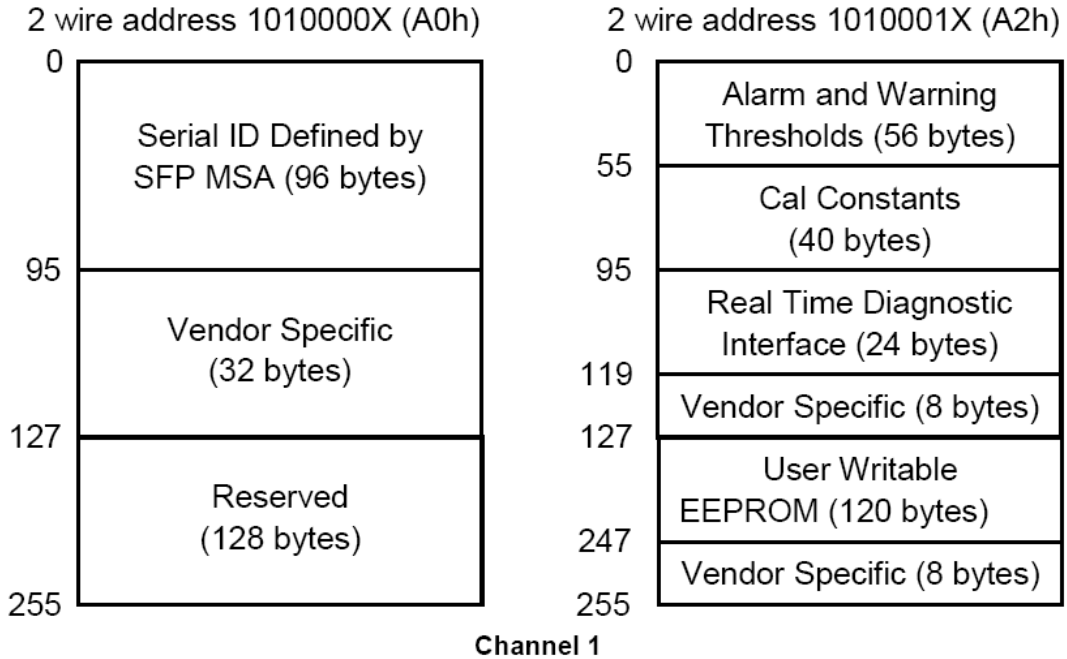 2 wire address 1010000X (A0h)
0
Serial ID Defined by
SFP MSA (96 bytes)
95
Vendor Specific
(32 bytes)
127
Reserved
(128 bytes)
255
2 wire address 1010001X (A2h)
0
Alarm and Warning
Thresholds (56 bytes)
55
Cal Constants
(40 bytes)
95
Real Time Diagnostic
Interface (24 bytes)
119
Vendor Specific (8 bytes)
127
User Writable
EEPROM (120 bytes)
247
Vendor Specific (8 bytes)
255
Channel 1